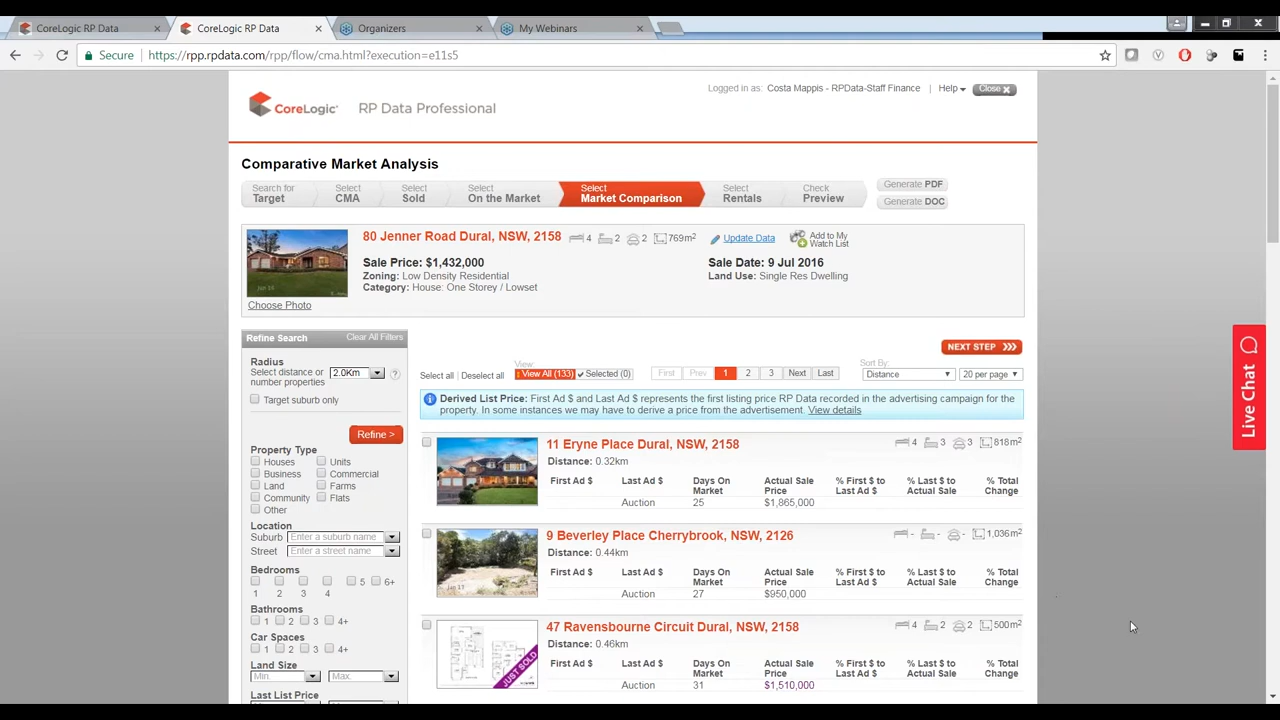 CoreLogic RP Data
CoreLogic RP Data
Organizers
My Webinars
Secure https://rpp.rpdata.com/rpp/flow/cma.html?execution=e11s5
CoreLogic RP Data Professional
Logged in as: Costa Mappis - RPData-Staff Finance | Help Close x
Comparative Market Analysis
Search for Target
Select CMA
Select Sold
Select On the Market
Select Market Comparison
Select Rentals
Check Preview
Generate PDF
Generate DOC
80 Jenner Road Dural, NSW, 2158 4 2 2 769m²
Update Data
Add to My Watch List
Sale Price: $1,432,000
Sale Date: 9 Jul 2016
Zoning: Low Density Residential
Land Use: Single Res Dwelling
Category: House: One Storey / Lowset
Jan 16
Choose Photo
Refine Search Clear All Filters
Radius
Select distance or 2.0Km ?
number properties
Target suburb only
Refine >
Property Type
Houses Units
Business Commercial
Land Farms
Community Flats
Other
Location
Suburb Enter a suburb name
Street Enter a street name
Bedrooms
5 6+
1 2 3 4
Bathrooms
1 2 3 4+
Car Spaces
1 2 3 4+
Land Size
Min. Max.
Last List Price
NEXT STEP
Select all | Deselect all
View:
View All (133) Selected (0)
First Prev 1 2 3 Next Last
Sort By:
Distance 20 per page
Derived List Price: First Ad $ and Last Ad $ represents the first listing price RP Data recorded in the advertising campaign for the
property. In some instances we may have to derive a price from the advertisement. View details
11 Eryne Place Dural, NSW, 2158 4 3 3 818m²
Distance: 0.32km
First Ad $ Last Ad $ Days On Market Actual Sale Price % First $ to Last Ad $ % Last $ to Actual Sale % Total Change
Auction 25 $1,865,000
9 Beverley Place Cherrybrook, NSW, 2126 - - - 1,036m²
Distance: 0.44km
First Ad $ Last Ad $ Days On Market Actual Sale Price % First $ to Last Ad $ % Last $ to Actual Sale % Total Change
Auction 27 $950,000
47 Ravensbourne Circuit Dural, NSW, 2158 4 2 2 500m²
Distance: 0.46km
JUST SOLD
First Ad $ Last Ad $ Days On Market Actual Sale Price % First $ to Last Ad $ % Last $ to Actual Sale % Total Change
Auction 31 $1,510,000
Live Chat